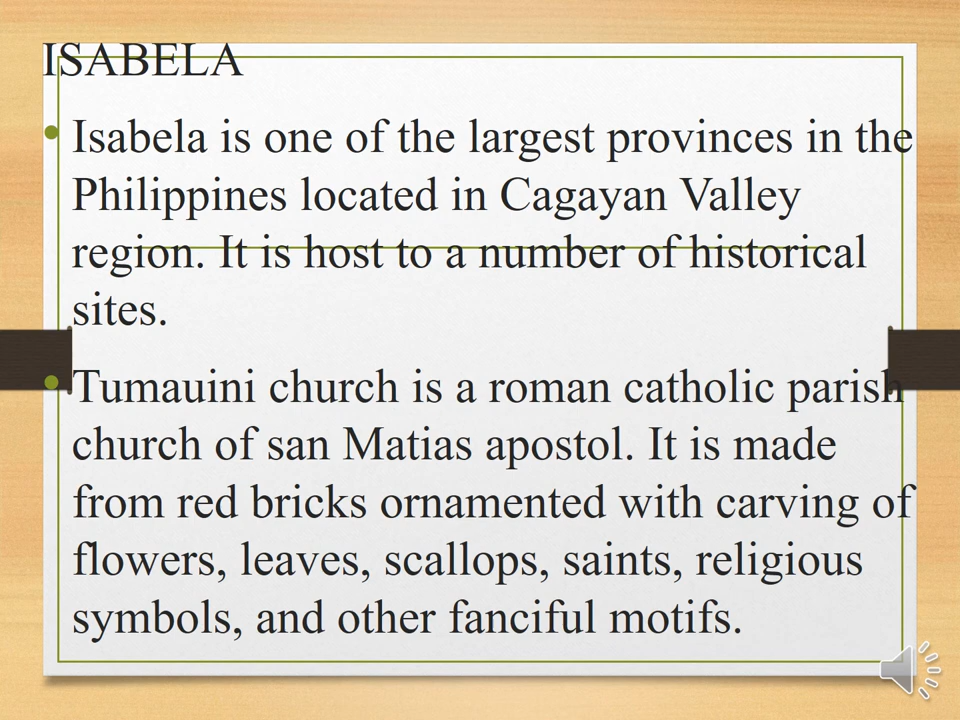 ISABELA
• Isabela is one of the largest provinces in the
Philippines located in Cagayan Valley
region. It is host to a number of historical
sites.
• Tumauini church is a roman catholic parish
church of san Matias apostol. It is made
from red bricks ornamented with carving of
flowers, leaves, scallops, saints, religious
symbols, and other fanciful motifs.